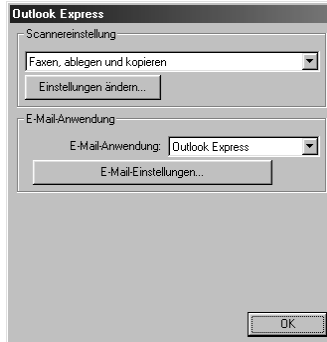 Outlook Express
Scannereinstellung
Faxen, ablegen und kopieren
Einstellungen ändern...
E-Mail-Anwendung
E-Mail-Anwendung: Outlook Express
E-Mail-Einstellungen...
OK